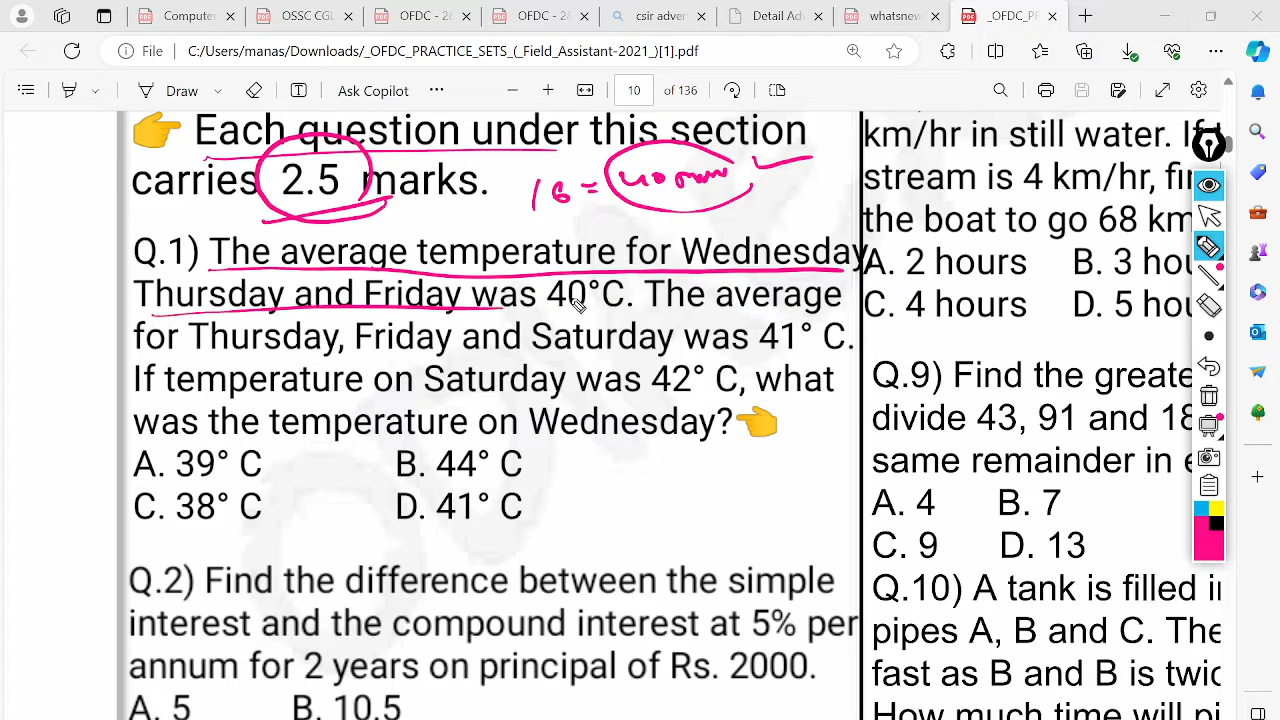 Computer
OSSC CGL
OFDC - 2
OFDC - 28
csir adver
Detail Ad
whatsnew
_OFDC_P
File
C:/Users/manas/Downloads/_OFDC_PRACTICE_SETS_(_Field_Assistant-2021_)[1].pdf
Draw
Ask Copilot
10 of 136
👉 Each question under this section
carries 2.5 marks.
16 =
Q.1) The average temperature for Wednesday,
Thursday and Friday was 40°C. The average
for Thursday, Friday and Saturday was 41° C.
If temperature on Saturday was 42° C, what
was the temperature on Wednesday?👈
A. 39° C B. 44° C
C. 38° C D. 41° C
Q.2) Find the difference between the simple
interest and the compound interest at 5% per
annum for 2 years on principal of Rs. 2000.
A. 5 B. 10.5
km/hr in still water. If
stream is 4 km/hr, fi
the boat to go 68 km
A. 2 hours B. 3 hou
C. 4 hours D. 5 hou
Q.9) Find the greate
divide 43, 91 and 18
same remainder in e
A. 4 B. 7
C. 9 D. 13
Q.10) A tank is filled i
pipes A, B and C. The
fast as B and B is twic
How much time will pi